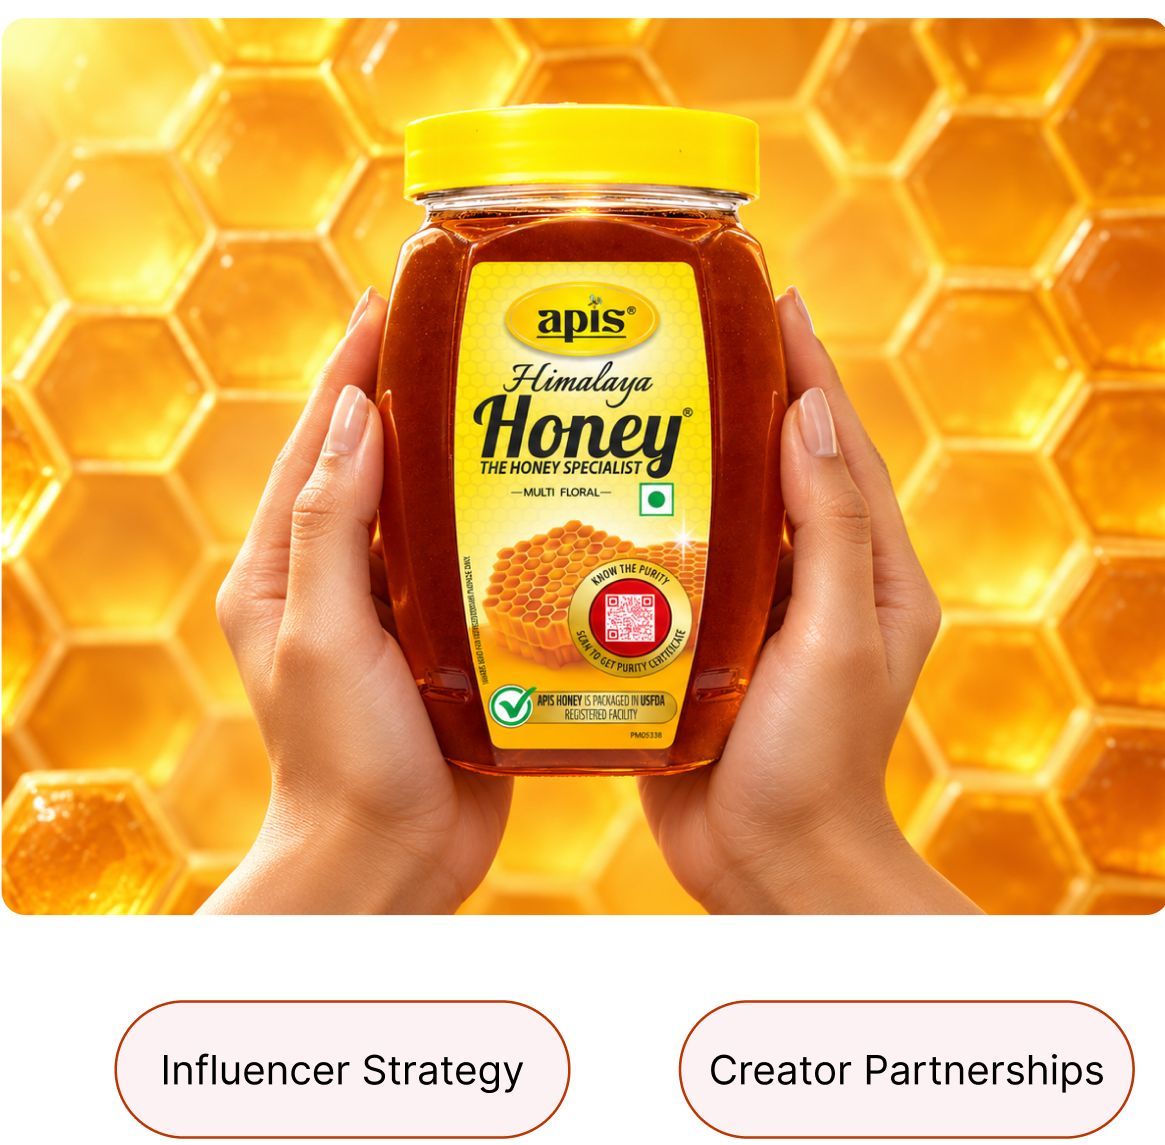 apis®
Himalaya
Honey®
THE HONEY SPECIALIST
—MULTI FLORAL—
KNOW THE PURITY
SCAN TO GET PURITY CERTIFICATE
APIS HONEY IS PACKAGED IN USFDA
REGISTERED FACILITY
PM05338
Influencer Strategy
Creator Partnerships